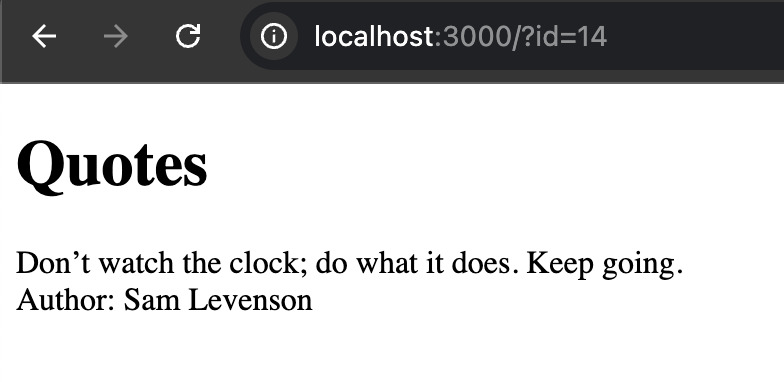 localhost:3000/?id=14
Quotes
Don’t watch the clock; do what it does. Keep going.
Author: Sam Levenson